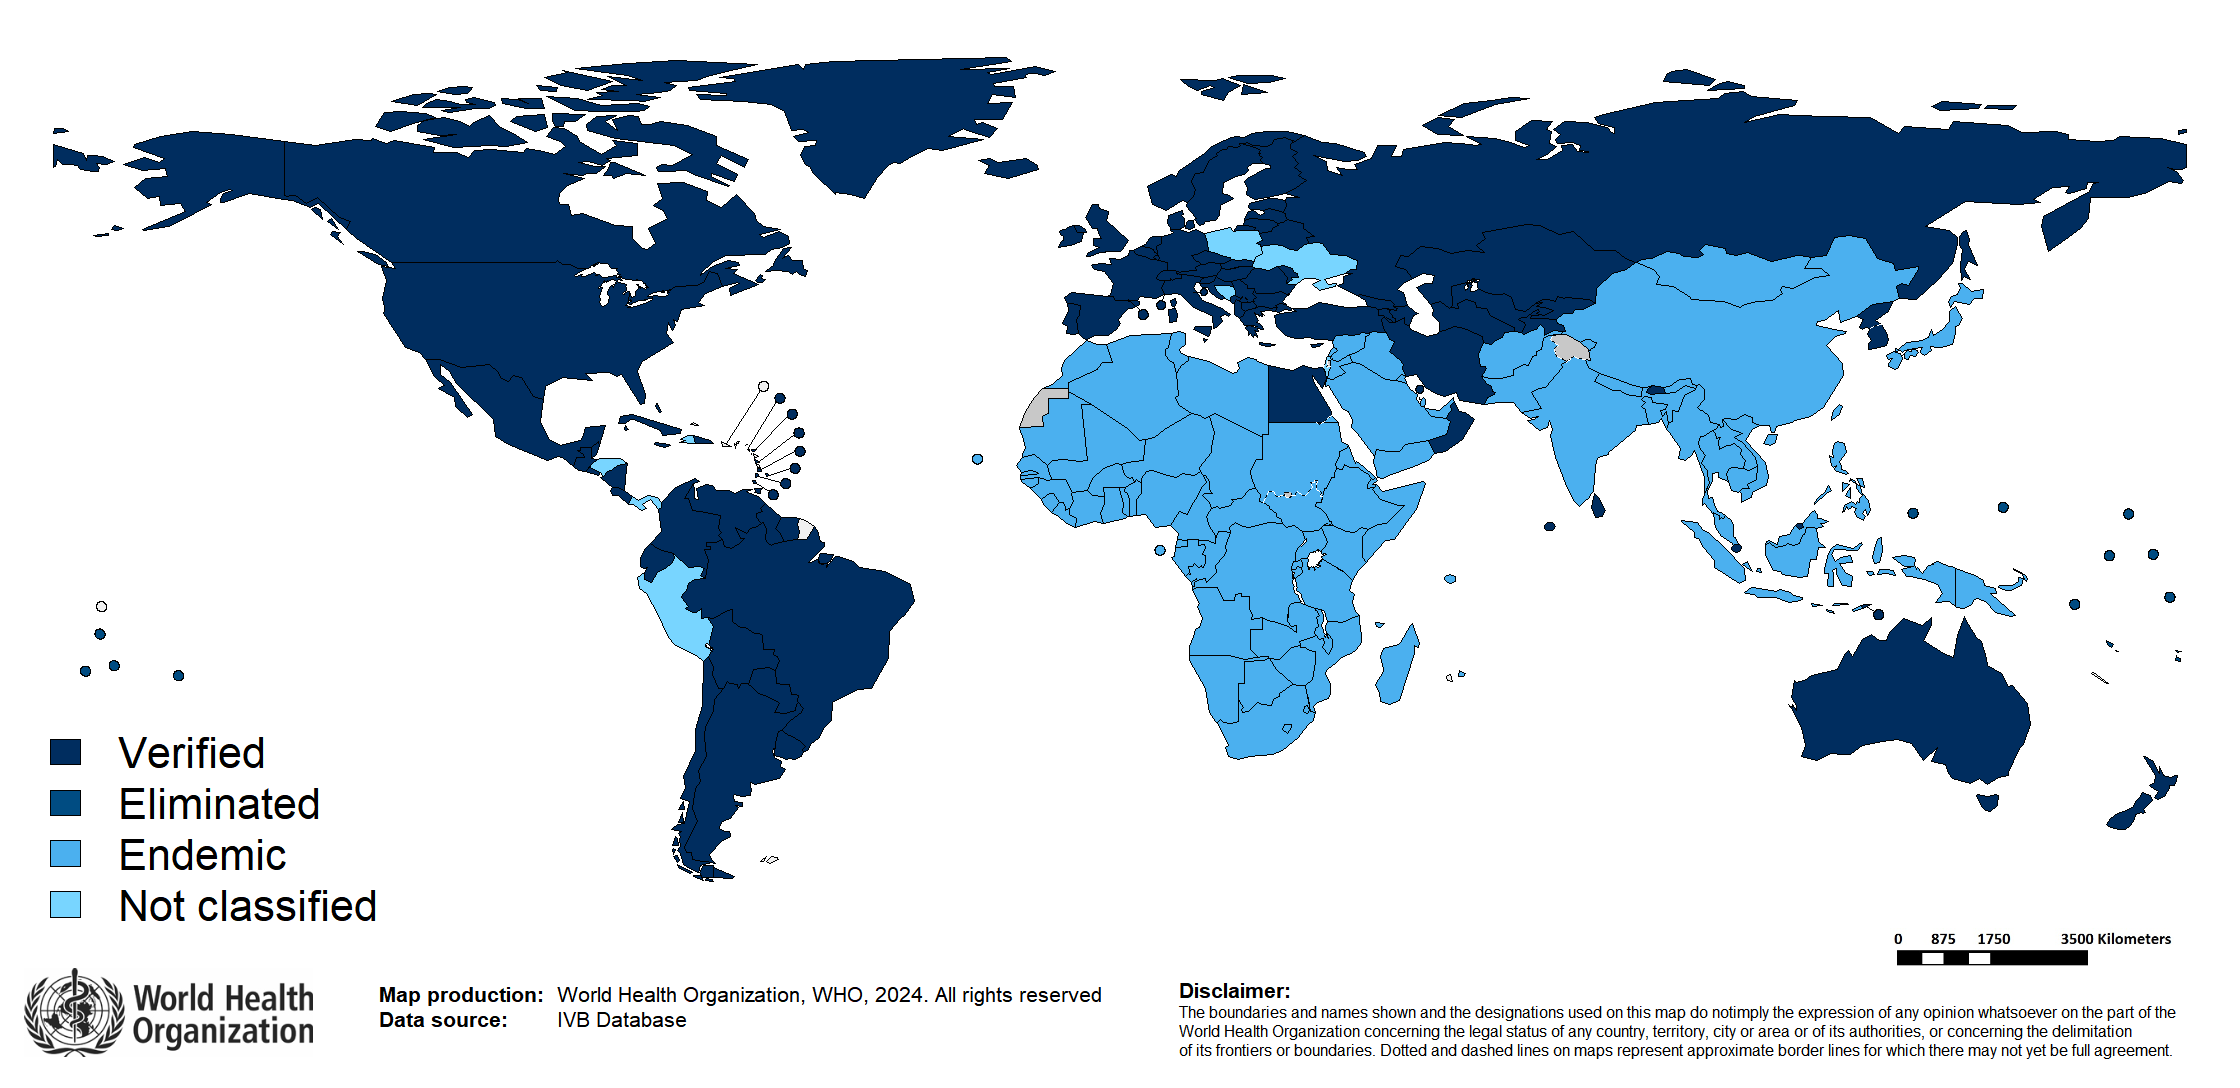 Verified
Eliminated
Endemic
Not classified
0 875 1750 3500 Kilometers
World Health
Organization
Map production: World Health Organization, WHO, 2024. All rights reserved
Data source: IVB Database
Disclaimer:
The boundaries and names shown and the designations used on this map do notimply the expression of any opinion whatsoever on the part of the
World Health Organization concerning the legal status of any country, territory, city or area or of its authorities, or concerning the delimitation
of its frontiers or boundaries. Dotted and dashed lines on maps represent approximate border lines for which there may not yet be full agreement.